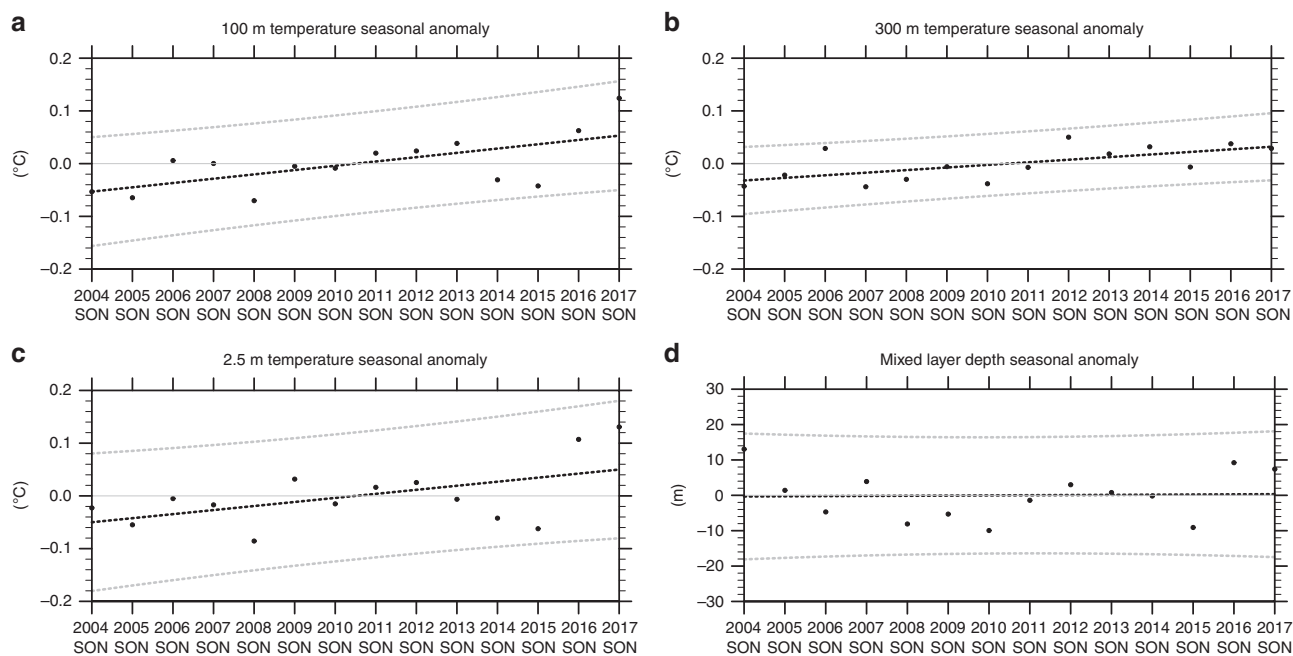 a
100 m temperature seasonal anomaly
0.2
0.1
0.0
–0.1
–0.2
(°C)
2004 2005 2006 2007 2008 2009 2010 2011 2012 2013 2014 2015 2016 2017
SON SON SON SON SON SON SON SON SON SON SON SON SON SON
b
300 m temperature seasonal anomaly
0.2
0.1
0.0
–0.1
–0.2
(°C)
2004 2005 2006 2007 2008 2009 2010 2011 2012 2013 2014 2015 2016 2017
SON SON SON SON SON SON SON SON SON SON SON SON SON SON
c
2.5 m temperature seasonal anomaly
0.2
0.1
0.0
–0.1
–0.2
(°C)
2004 2005 2006 2007 2008 2009 2010 2011 2012 2013 2014 2015 2016 2017
SON SON SON SON SON SON SON SON SON SON SON SON SON SON
d
Mixed layer depth seasonal anomaly
30
20
10
0
–10
–20
–30
(m)
2004 2005 2006 2007 2008 2009 2010 2011 2012 2013 2014 2015 2016 2017
SON SON SON SON SON SON SON SON SON SON SON SON SON SON